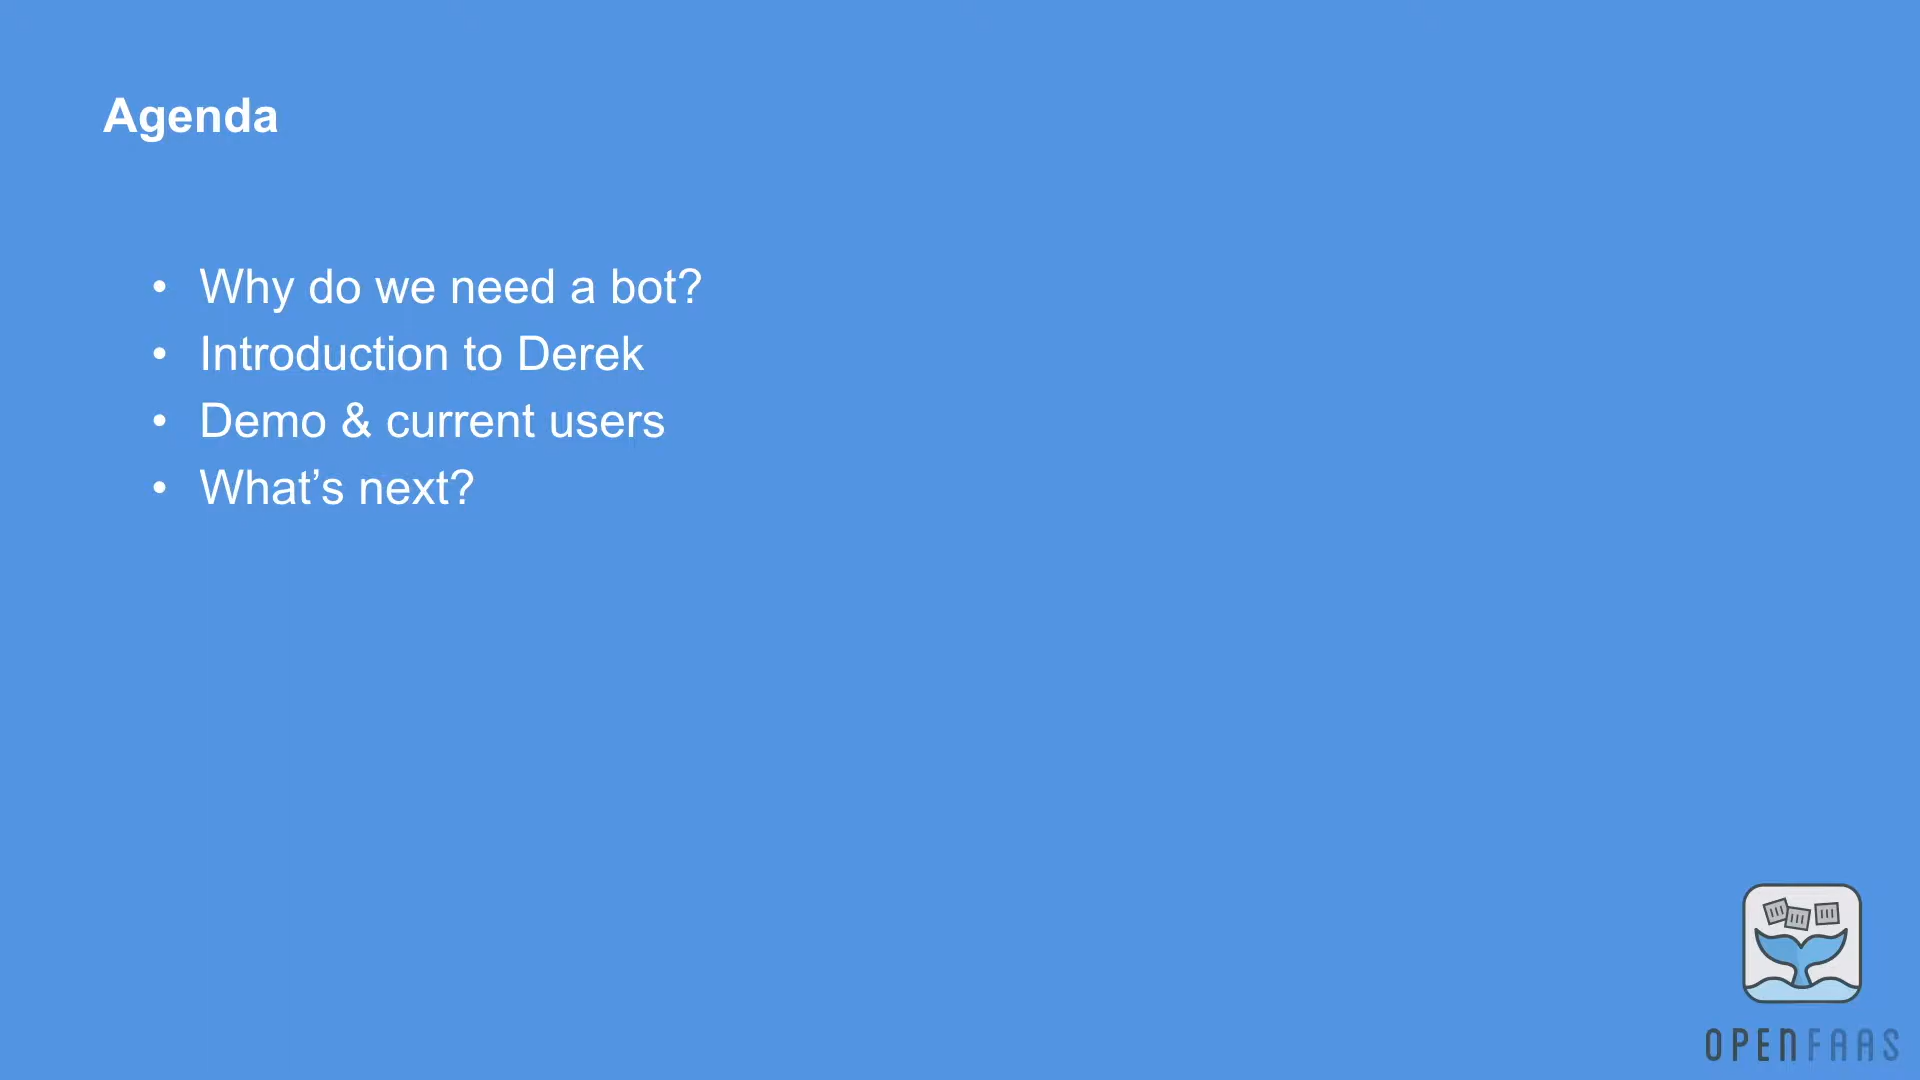 Agenda
• Why do we need a bot?
• Introduction to Derek
• Demo & current users
• What’s next?
OPENFAAS